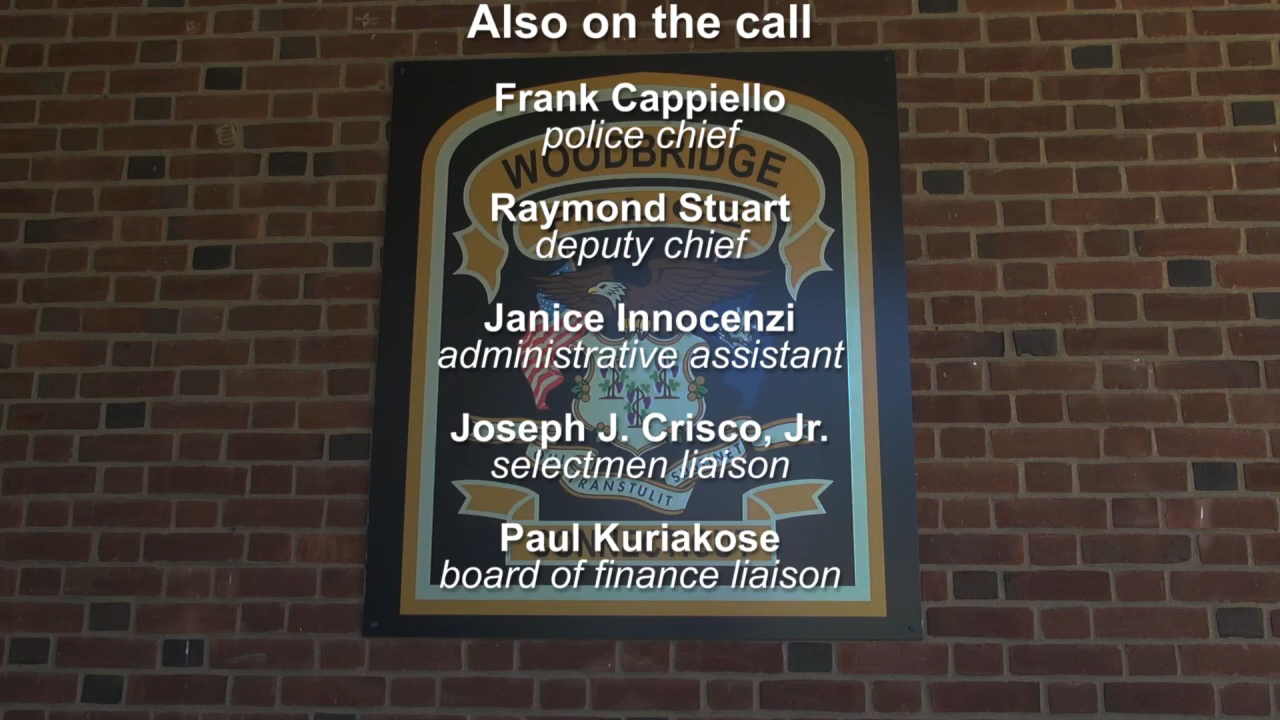 Also on the call
Frank Cappiello
police chief
WOODBRIDGE
Raymond Stuart
deputy chief
Janice Innocenzi
administrative assistant
Joseph J. Crisco, Jr.
selectmen liaison
TRANSTULIT
Paul Kuriakose
board of finance liaison